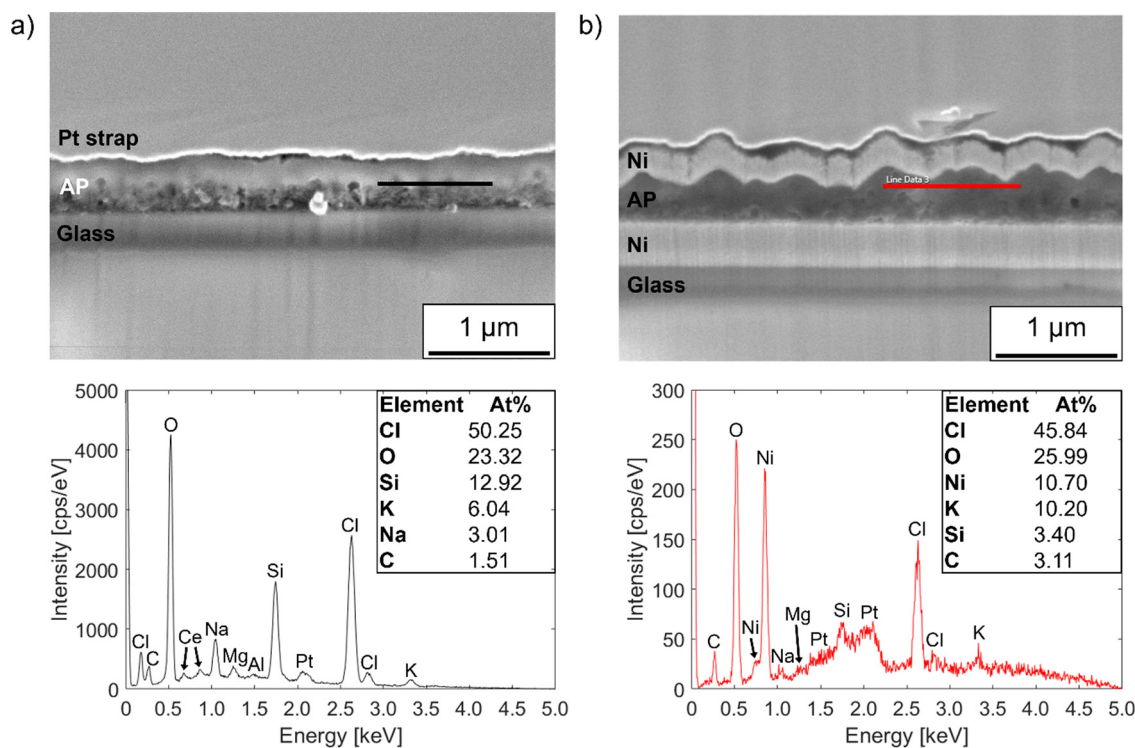 a)
Pt strap
AP
Glass
1 µm
b)
Ni
Line Data 3
AP
Ni
Glass
1 µm
5000
4000
3000
2000
1000
0
Intensity [cps/eV]
0 0.5 1.0 1.5 2.0 2.5 3.0 3.5 4.0 4.5 5.0
Energy [keV]
Cl
C
O
Ce
Na
Mg
Al
Si
Pt
Cl
Cl
K
Element At%
Cl 50.25
O 23.32
Si 12.92
K 6.04
Na 3.01
C 1.51
300
250
200
150
100
50
0
Intensity [cps/eV]
0 0.5 1.0 1.5 2.0 2.5 3.0 3.5 4.0 4.5 5.0
Energy [keV]
C
O
Ni
Ni
Na
Mg
Pt
Si
Pt
Cl
Cl
K
Element At%
Cl 45.84
O 25.99
Ni 10.70
K 10.20
Si 3.40
C 3.11